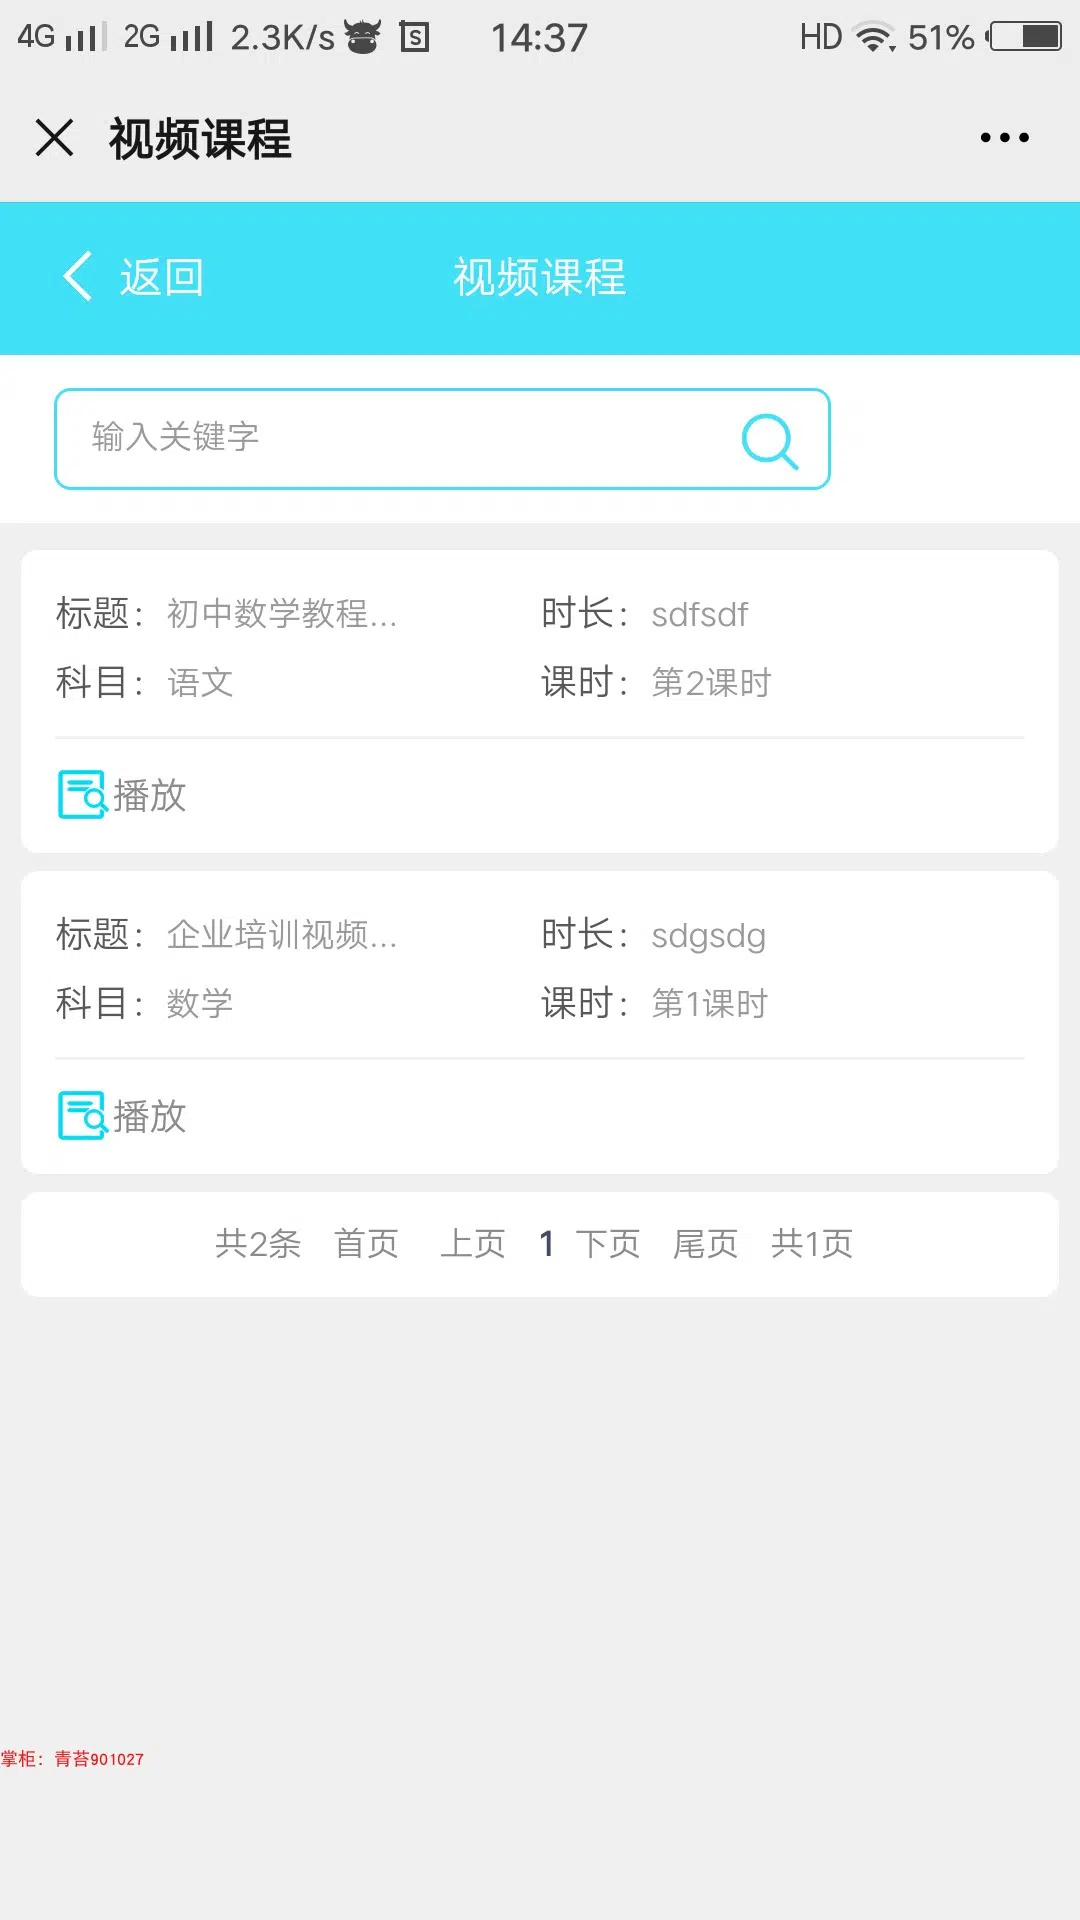 4G 2G 2.3K/s S 14:37 HD 51%
视频课程
返回 视频课程
输入关键字
标题： 初中数学教程... 时长： sdfsdf
科目： 语文 课时： 第2课时
播放
标题： 企业培训视频... 时长： sdgsdg
科目： 数学 课时： 第1课时
播放
共2条 首页 上页 1 下页 尾页 共1页
掌柜：青苔901027